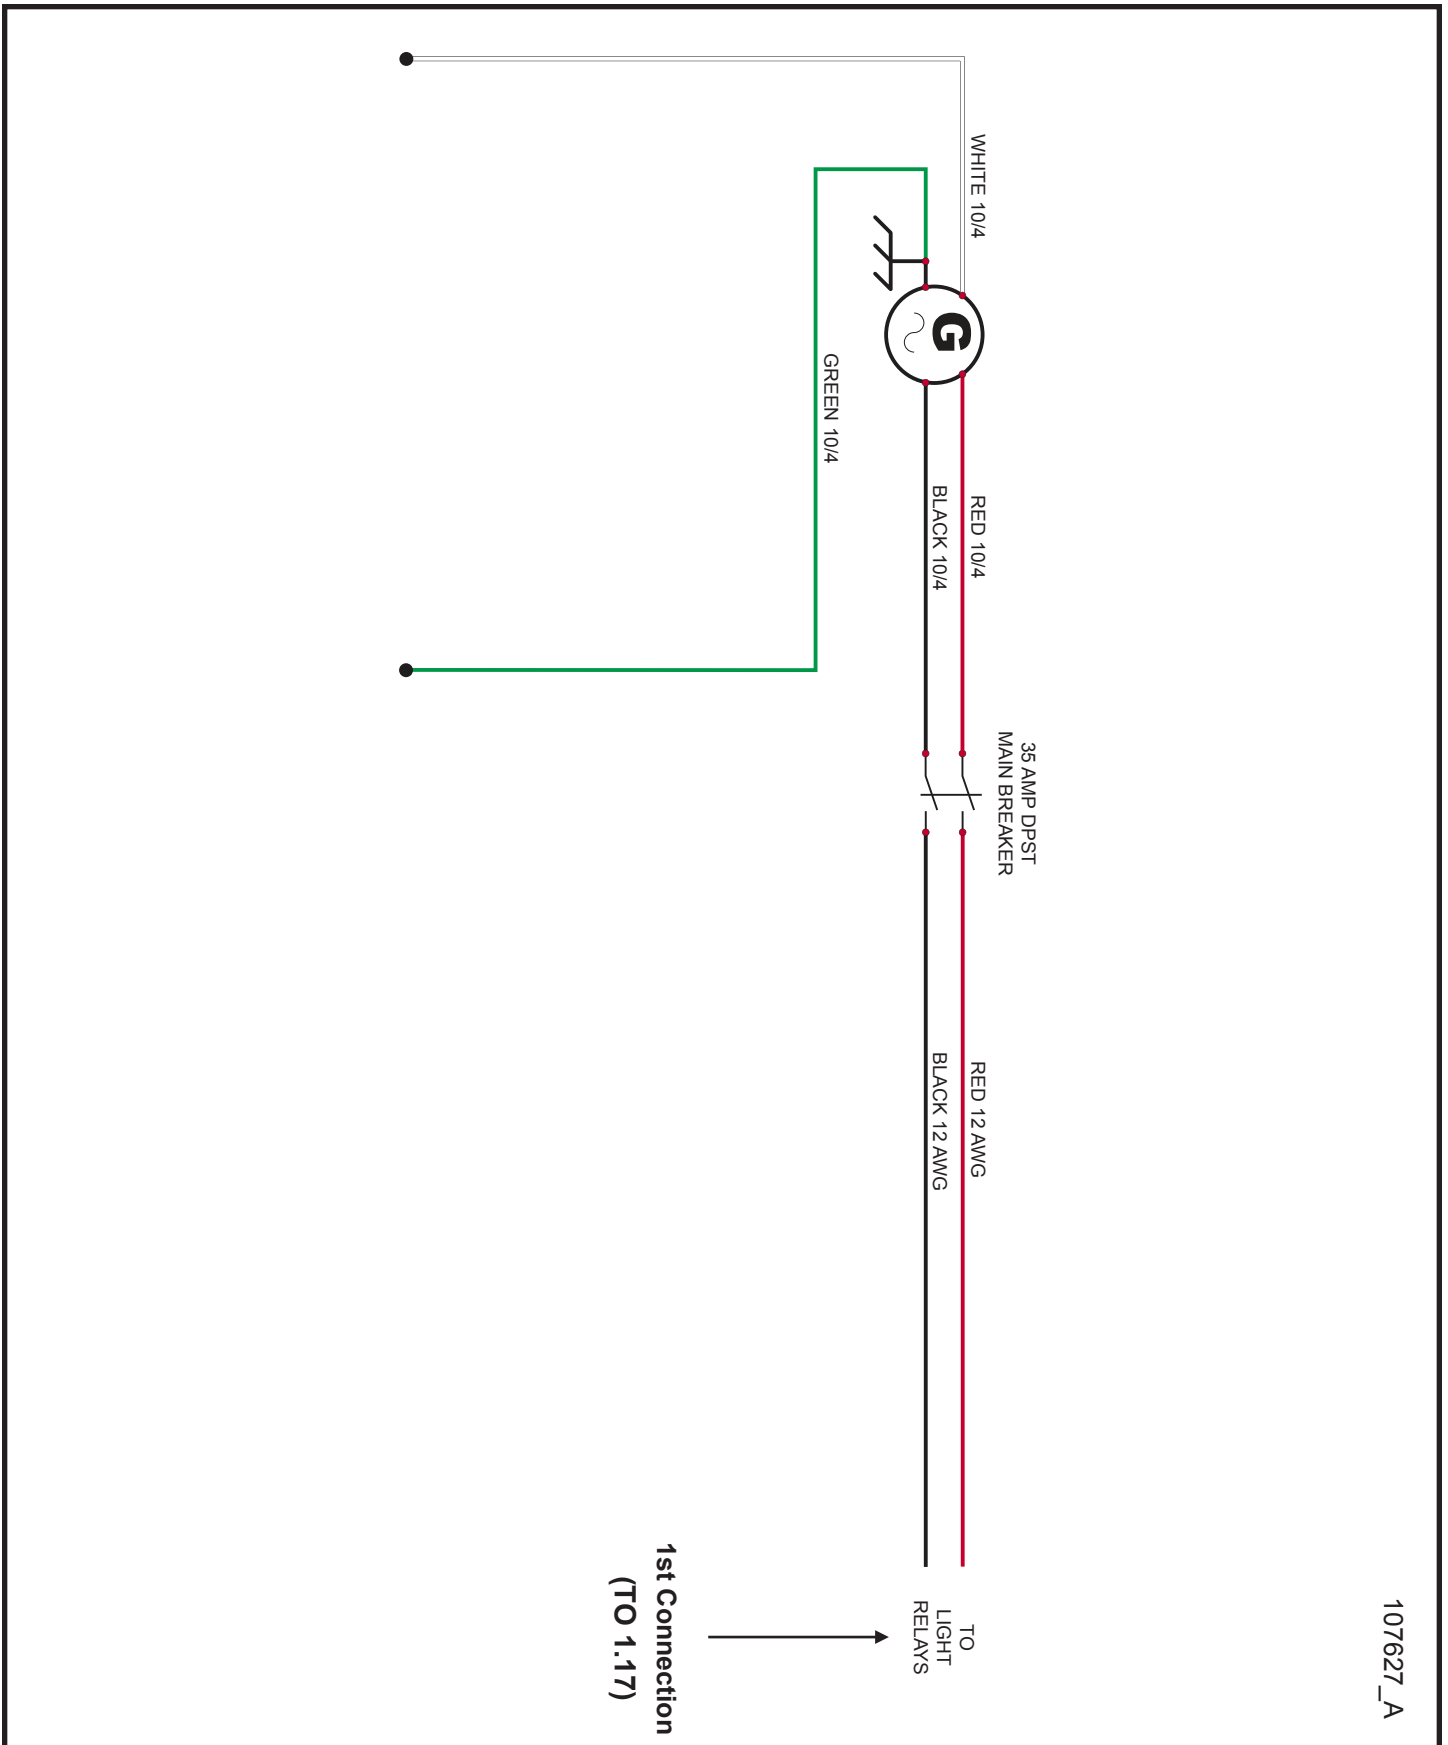 107627_A
35 AMP DPST
MAIN BREAKER
WHITE 10/4
RED 10/4
RED 12 AWG
TO
LIGHT
RELAYS
G
BLACK 10/4
BLACK 12 AWG
GREEN 10/4
1st Connection
(TO 1.17)